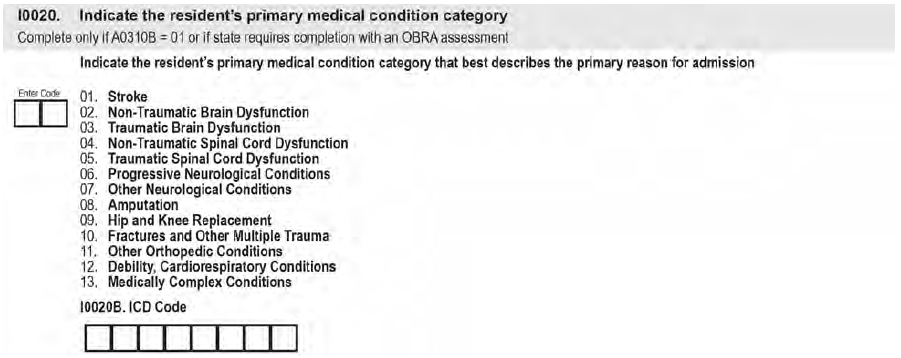 I0020. Indicate the resident's primary medical condition category
Complete only if A0310B = 01 or if state requires completion with an OBRA assessment
Indicate the resident's primary medical condition category that best describes the primary reason for admission
Enter Code
01. Stroke
02. Non-Traumatic Brain Dysfunction
03. Traumatic Brain Dysfunction
04. Non-Traumatic Spinal Cord Dysfunction
05. Traumatic Spinal Cord Dysfunction
06. Progressive Neurological Conditions
07. Other Neurological Conditions
08. Amputation
09. Hip and Knee Replacement
10. Fractures and Other Multiple Trauma
11. Other Orthopedic Conditions
12. Debility, Cardiorespiratory Conditions
13. Medically Complex Conditions
I0020B. ICD Code